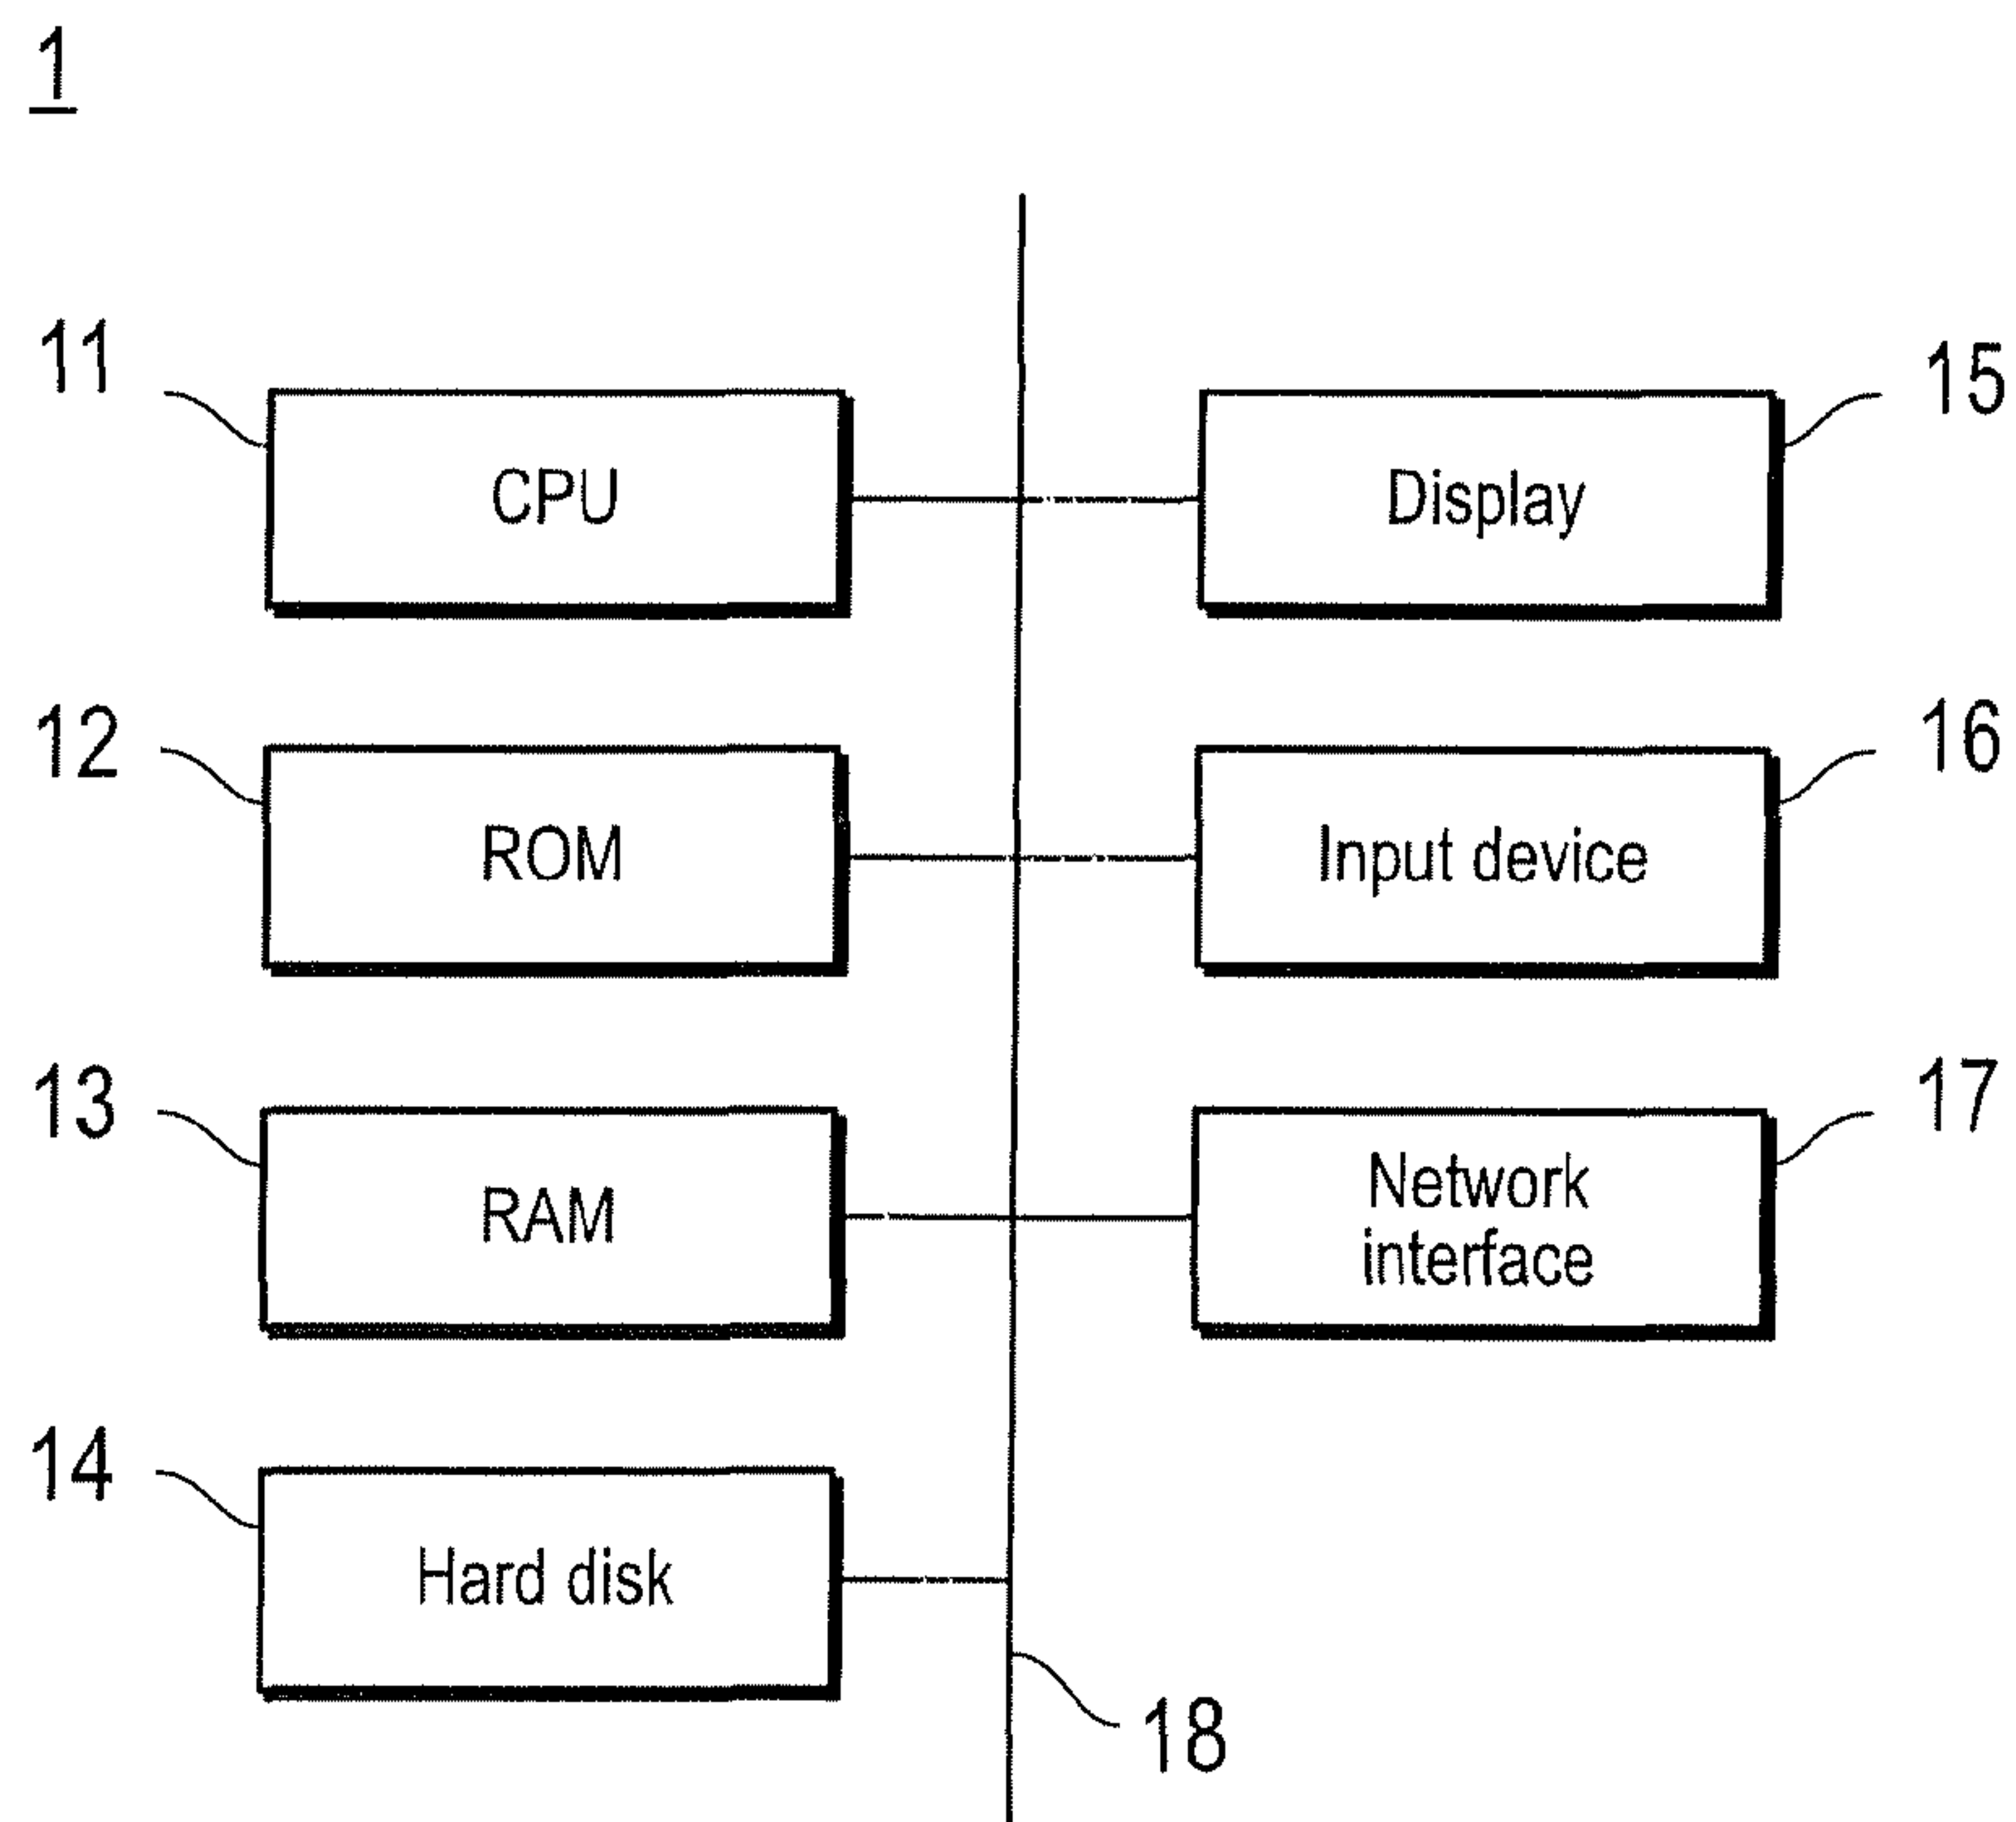 1
11
CPU
Display
15
12
ROM
Input device
16
13
RAM
Network
interface
17
14
Hard disk
18